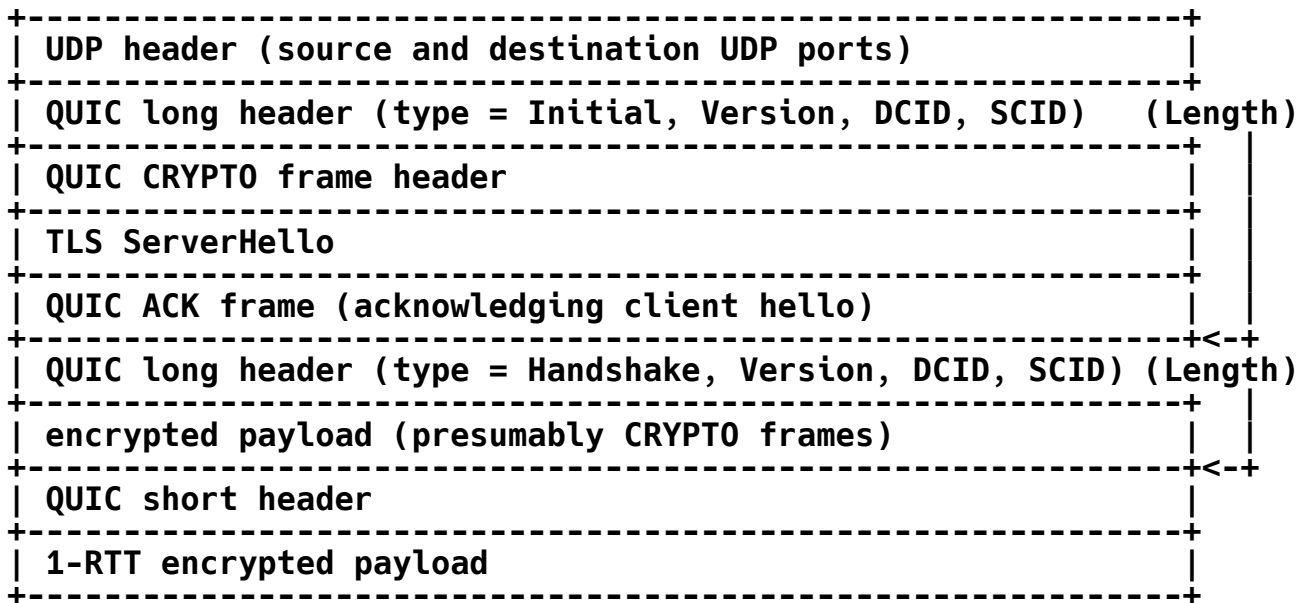 +------------------------------------------------------------+
| UDP header (source and destination UDP ports)              |
+------------------------------------------------------------+
| QUIC long header (type = Initial, Version, DCID, SCID)   (Length)
+------------------------------------------------------------+  |
| QUIC CRYPTO frame header                                   |  |
+------------------------------------------------------------+  |
| TLS ServerHello                                            |  |
+------------------------------------------------------------+  |
| QUIC ACK frame (acknowledging client hello)                |  |
+------------------------------------------------------------+<-+
| QUIC long header (type = Handshake, Version, DCID, SCID) (Length)
+------------------------------------------------------------+  |
| encrypted payload (presumably CRYPTO frames)               |  |
+------------------------------------------------------------+<-+
| QUIC short header                                          |
+------------------------------------------------------------+
| 1-RTT encrypted payload                                    |
+------------------------------------------------------------+